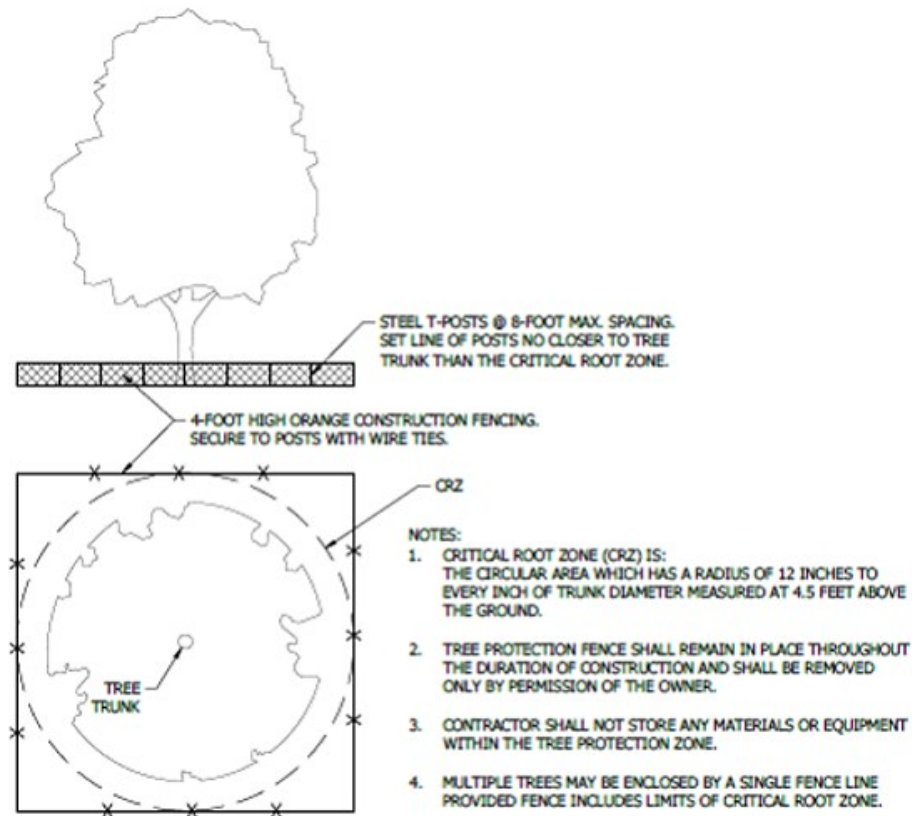 STEEL T-POSTS @ 8-FOOT MAX. SPACING.
SET LINE OF POSTS NO CLOSER TO TREE
TRUNK THAN THE CRITICAL ROOT ZONE.
4-FOOT HIGH ORANGE CONSTRUCTION FENCING.
SECURE TO POSTS WITH WIRE TIES.
CRZ
TREE
TRUNK
NOTES:
1. CRITICAL ROOT ZONE (CRZ) IS:
THE CIRCULAR AREA WHICH HAS A RADIUS OF 12 INCHES TO
EVERY INCH OF TRUNK DIAMETER MEASURED AT 4.5 FEET ABOVE
THE GROUND.
2. TREE PROTECTION FENCE SHALL REMAIN IN PLACE THROUGHOUT
THE DURATION OF CONSTRUCTION AND SHALL BE REMOVED
ONLY BY PERMISSION OF THE OWNER.
3. CONTRACTOR SHALL NOT STORE ANY MATERIALS OR EQUIPMENT
WITHIN THE TREE PROTECTION ZONE.
4. MULTIPLE TREES MAY BE ENCLOSED BY A SINGLE FENCE LINE
PROVIDED FENCE INCLUDES LIMITS OF CRITICAL ROOT ZONE.